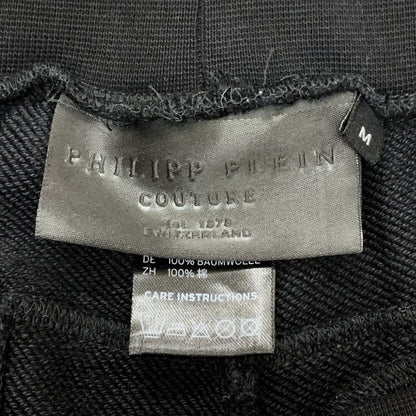 PHILIPP PLEIN
COUTURE
Est. 1978
SWITZERLAND
M
DE 100% BAUMWOLLE
ZH 100% 棉
CARE INSTRUCTIONS